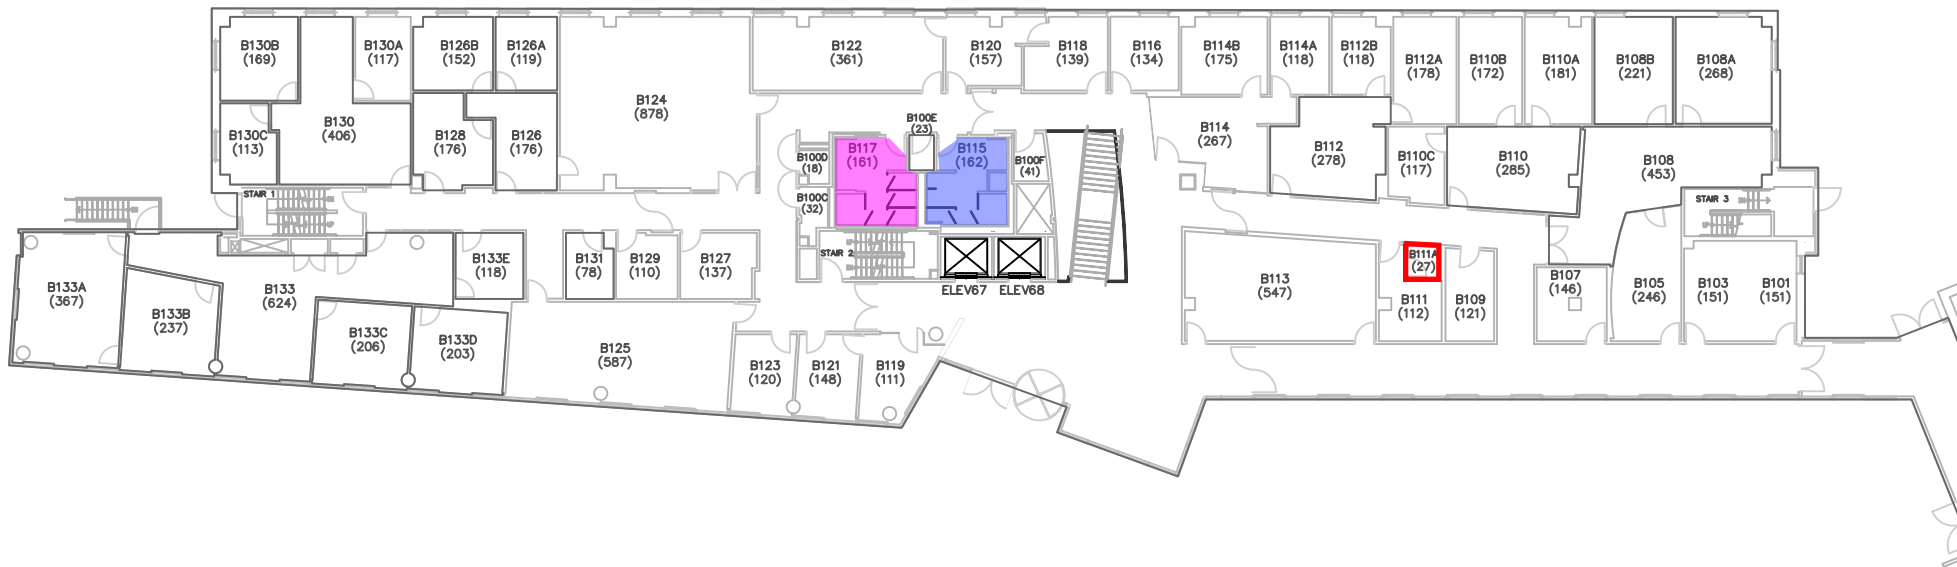 B130B
(169)
B130A
(117)
B126B
(152)
B126A
(119)
B122
(361)
B120
(157)
B118
(139)
B116
(134)
B114B
(175)
B114A
(118)
B112B
(118)
B112A
(178)
B110B
(172)
B110A
(181)
B108B
(221)
B108A
(268)
B124
(878)
B130
(406)
B130C
(113)
B128
(176)
B126
(176)
B100E
(23)
B117
(161)
B115
(162)
B100D
(18)
B100F
(41)
B114
(267)
B112
(278)
B110C
(117)
B110
(285)
B108
(453)
STAIR 1
B100C
(32)
STAIR 3
STAIR 2
B133E
(118)
B131
(78)
B129
(110)
B127
(137)
B111A
(27)
B133A
(367)
B133
(624)
B133B
(237)
B133C
(206)
B133D
(203)
ELEV67
ELEV68
B113
(547)
B111
(112)
B109
(121)
B107
(146)
B105
(246)
B103
(151)
B101
(151)
B125
(587)
B123
(120)
B121
(148)
B119
(111)